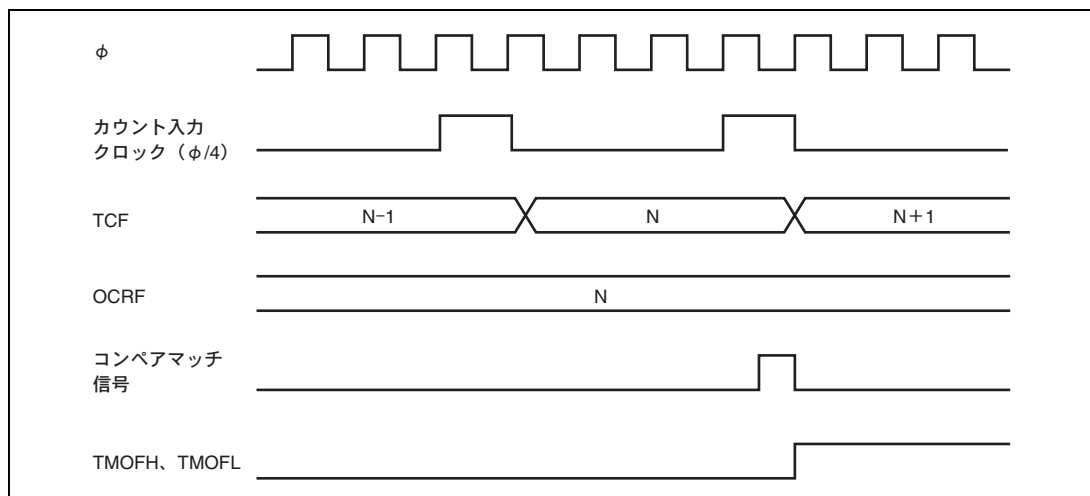 φ
カウント入力
クロック（φ/4）
TCF
N-1
N
N+1
OCRF
N
コンペアマッチ
信号
TMOFH、TMOFL